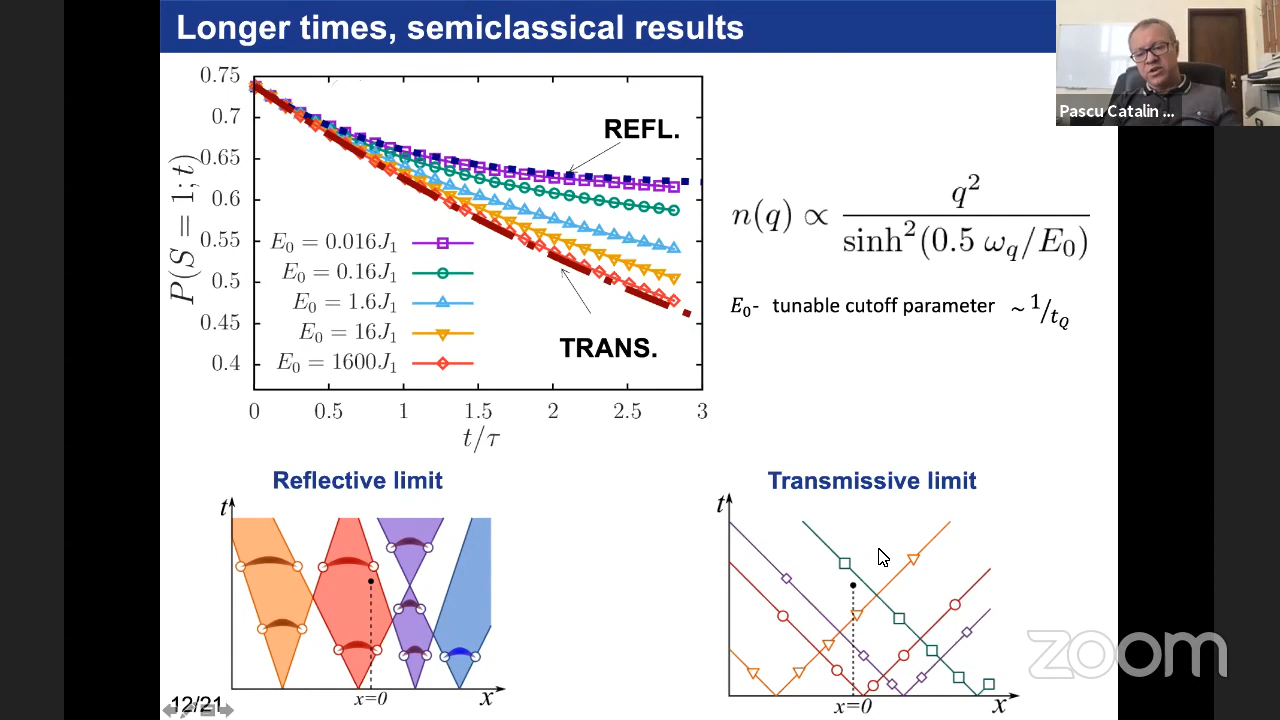 Longer times, semiclassical results
Pascu Catalin ...
0.75
0.7
0.65
0.6
0.55
0.5
0.45
0.4
P(S = 1; t)
REFL.
TRANS.
E₀ = 0.016J₁
E₀ = 0.16J₁
E₀ = 1.6J₁
E₀ = 16J₁
E₀ = 1600J₁
0 0.5 1 1.5 2 2.5 3
t/τ
n(q) ∝ q² / sinh²(0.5 ω_q/E₀)
E₀- tunable cutoff parameter ~ 1/t_Q
Reflective limit
t
x=0
x
Transmissive limit
t
x=0
x
12/21
zoom